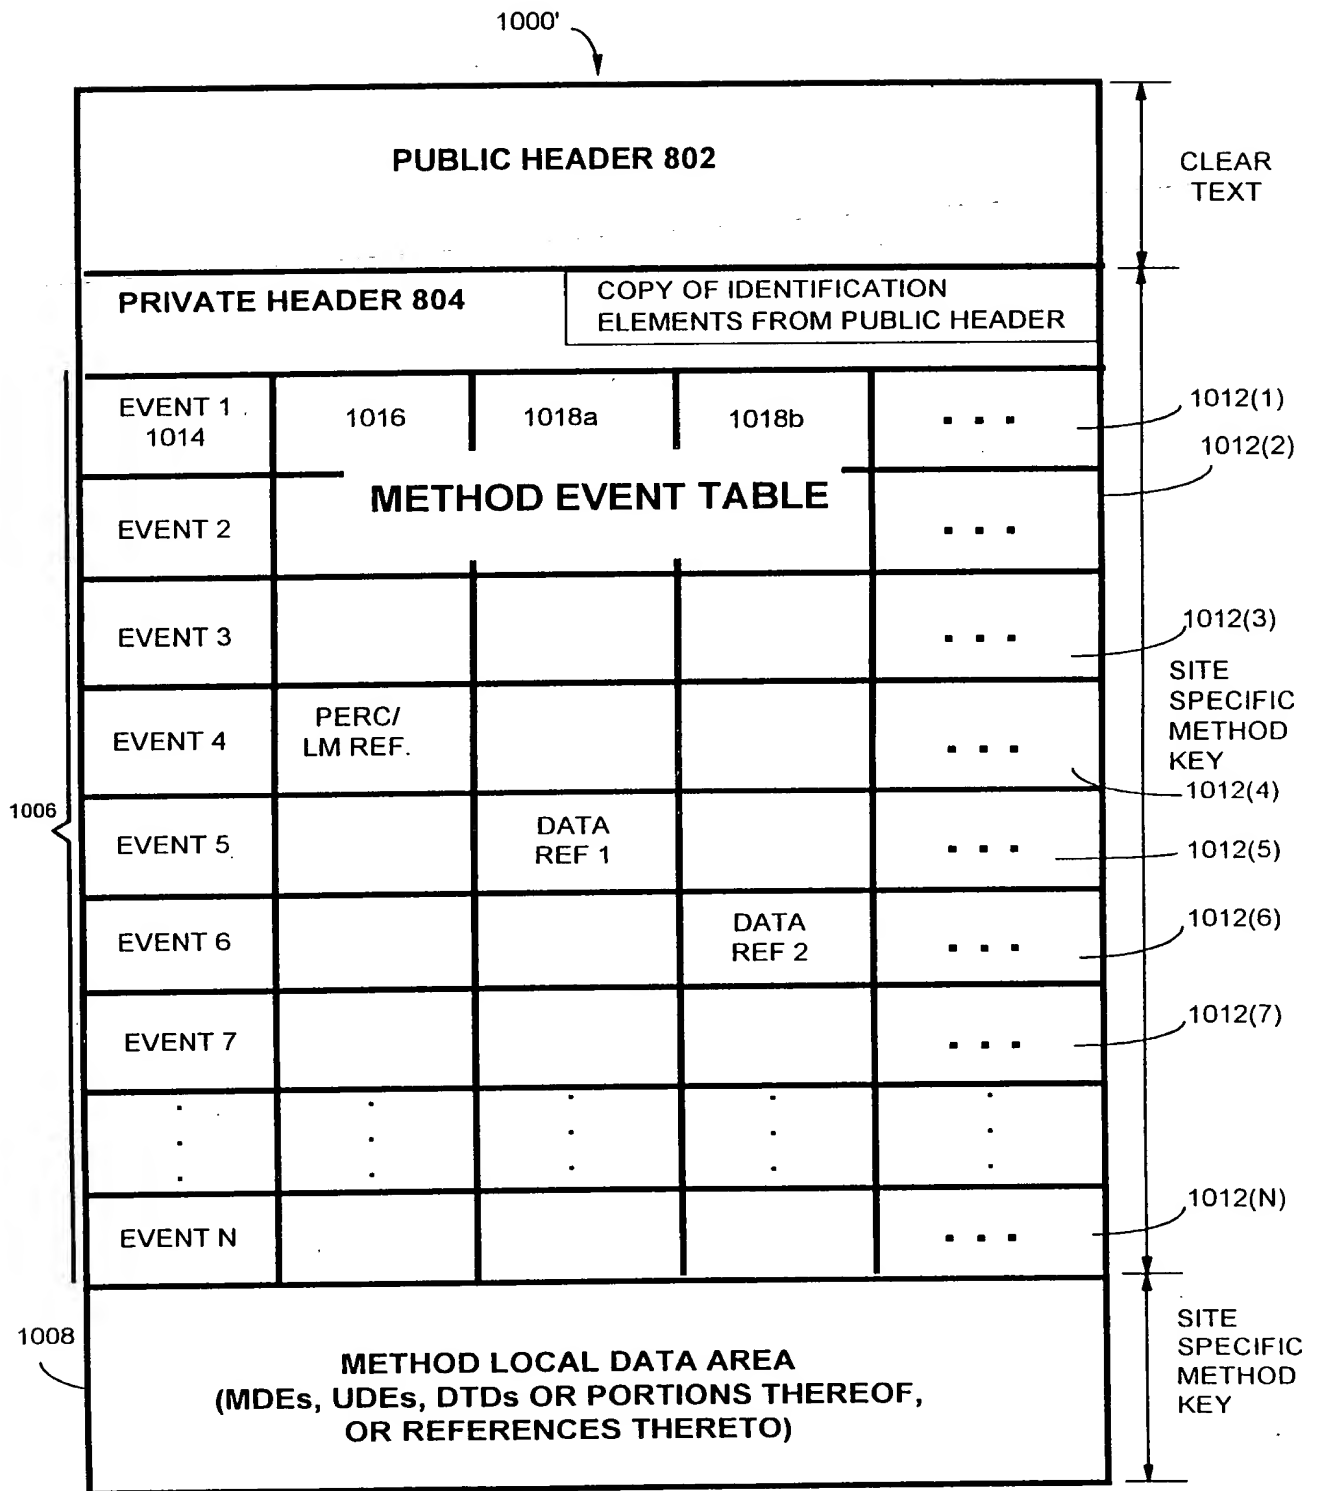 1000'
PUBLIC HEADER 802
CLEAR
TEXT
PRIVATE HEADER 804
COPY OF IDENTIFICATION
ELEMENTS FROM PUBLIC HEADER
EVENT 1
1014
1016
1018a
1018b
. . .
1012(1)
1012(2)
METHOD EVENT TABLE
EVENT 2
. . .
EVENT 3
. . .
1012(3)
SITE
SPECIFIC
METHOD
KEY
EVENT 4
PERC/
LM REF.
. . .
1012(4)
1006
EVENT 5
DATA
REF 1
. . .
1012(5)
EVENT 6
DATA
REF 2
. . .
1012(6)
EVENT 7
. . .
1012(7)
EVENT N
. . .
1012(N)
1008
METHOD LOCAL DATA AREA
(MDEs, UDEs, DTDs OR PORTIONS THEREOF,
OR REFERENCES THERETO)
SITE
SPECIFIC
METHOD
KEY